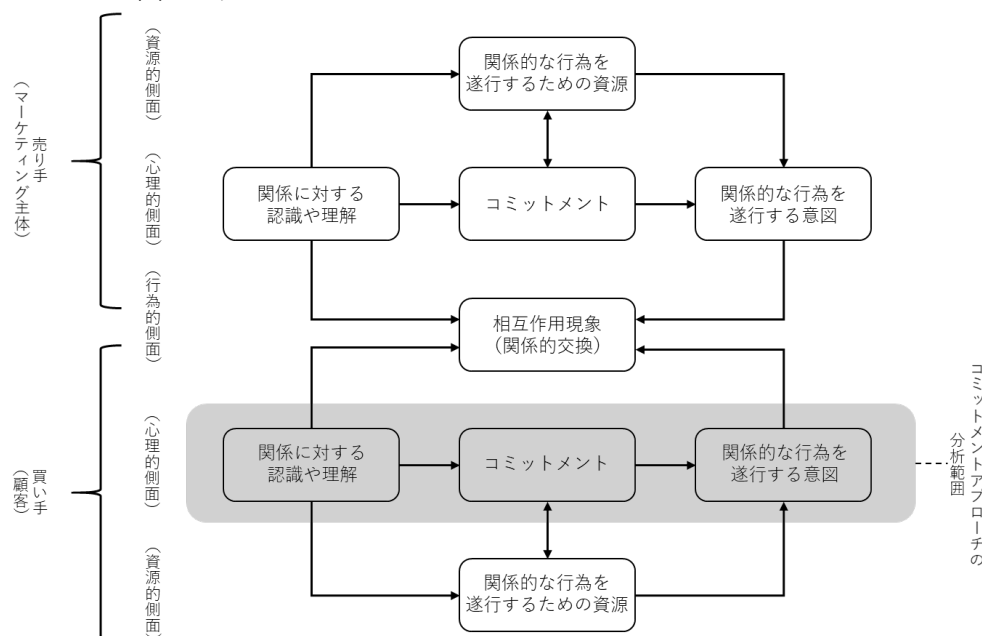 （資源的側面）
関係的な行為を
遂行するための資源
売り手
（マーケティング主体）
（心理的側面）
関係に対する
認識や理解
コミットメント
関係的な行為を
遂行する意図
（行為的側面）
相互作用現象
（関係的交換）
コミットメントアプローチの
分析範囲
買い手
（顧客）
（心理的側面）
関係に対する
認識や理解
コミットメント
関係的な行為を
遂行する意図
（資源的側面）
関係的な行為を
遂行するための資源